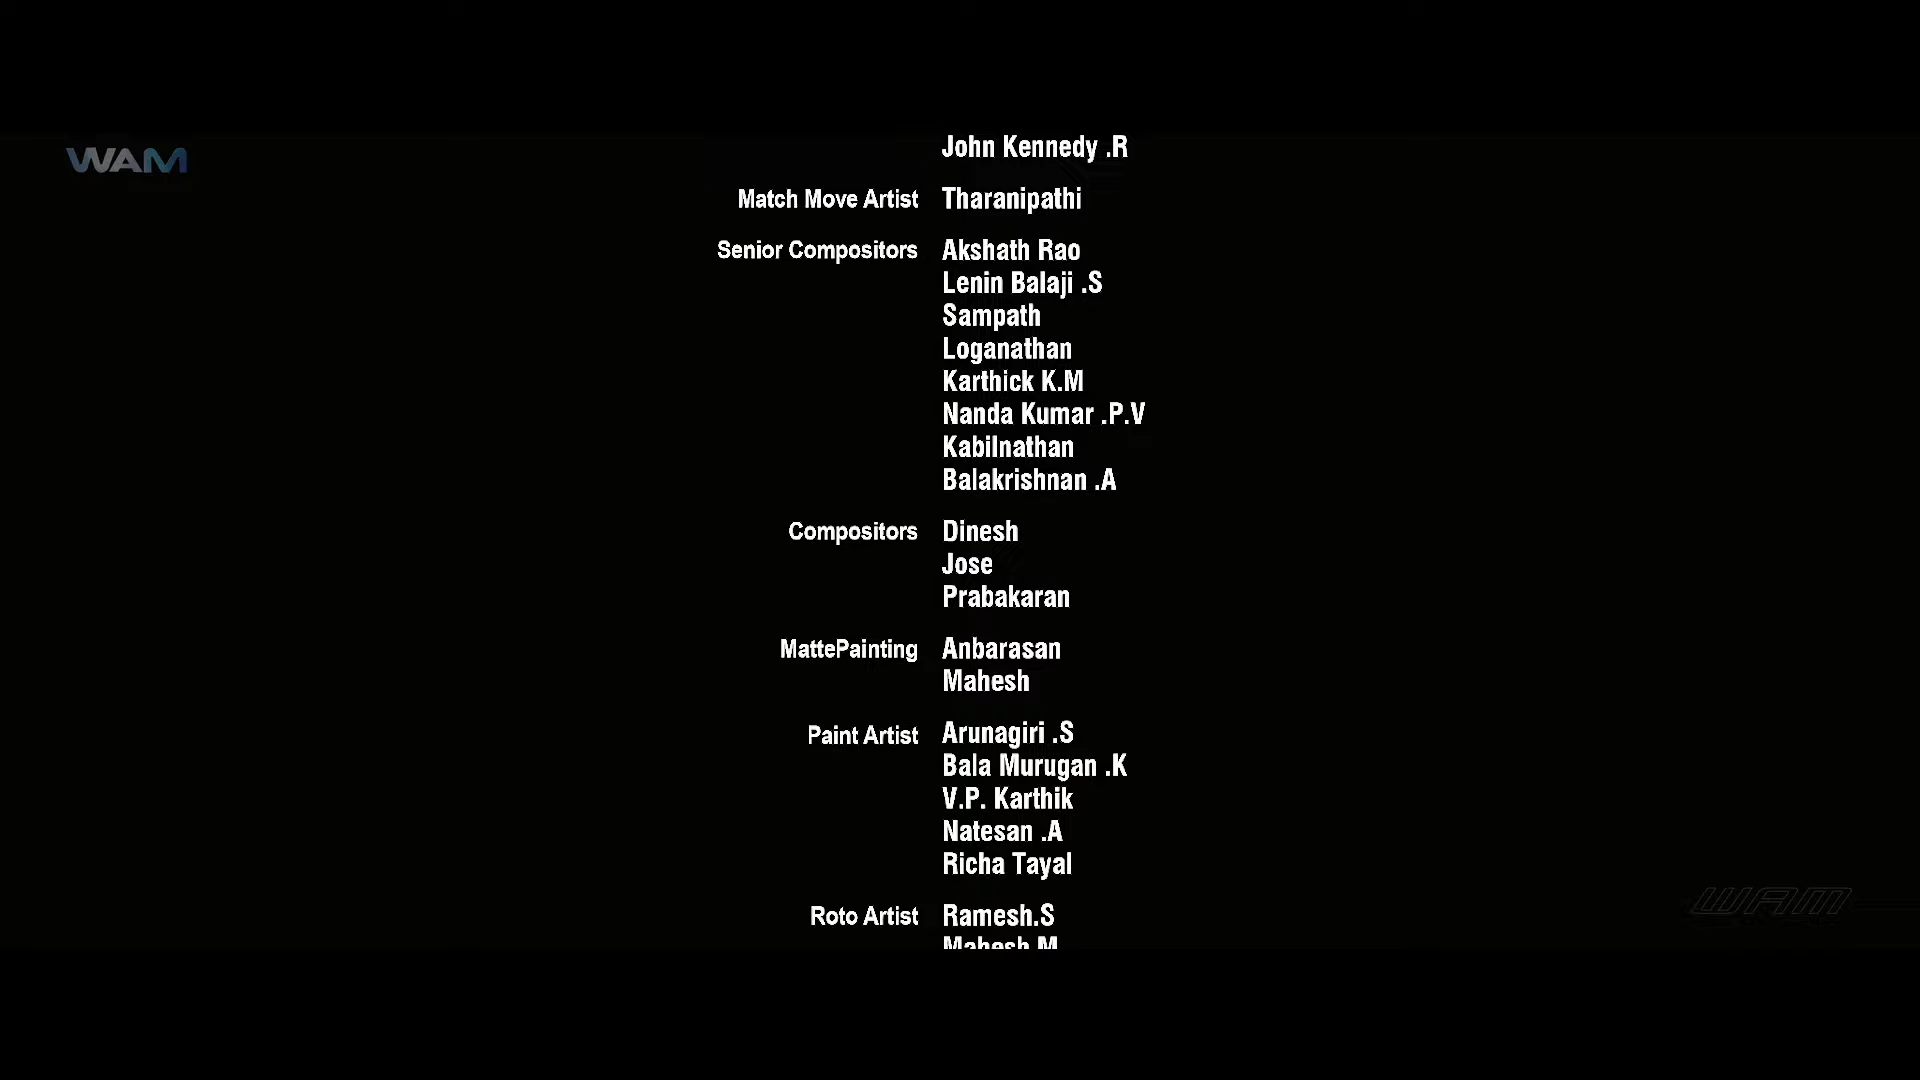 WAM
John Kennedy .R
Match Move Artist Tharanipathi
Senior Compositors Akshath Rao
Lenin Balaji .S
Sampath
Loganathan
Karthick K.M
Nanda Kumar .P.V
Kabilnathan
Balakrishnan .A
Compositors Dinesh
Jose
Prabakaran
MattePainting Anbarasan
Mahesh
Paint Artist Arunagiri .S
Bala Murugan .K
V.P. Karthik
Natesan .A
Richa Tayal
WAM
Roto Artist Ramesh.S
Mahesh.M